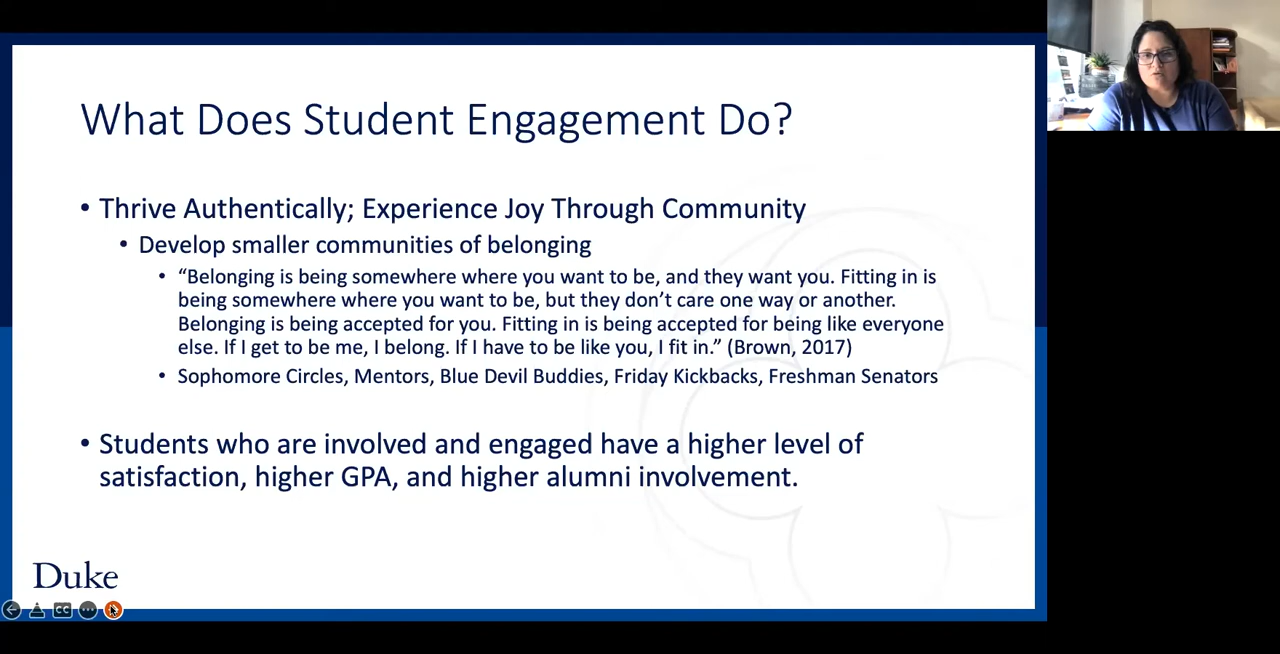 What Does Student Engagement Do?
• Thrive Authentically; Experience Joy Through Community
• Develop smaller communities of belonging
• “Belonging is being somewhere where you want to be, and they want you. Fitting in is
being somewhere where you want to be, but they don’t care one way or another.
Belonging is being accepted for you. Fitting in is being accepted for being like everyone
else. If I get to be me, I belong. If I have to be like you, I fit in.” (Brown, 2017)
• Sophomore Circles, Mentors, Blue Devil Buddies, Friday Kickbacks, Freshman Senators
• Students who are involved and engaged have a higher level of
satisfaction, higher GPA, and higher alumni involvement.
Duke
CC